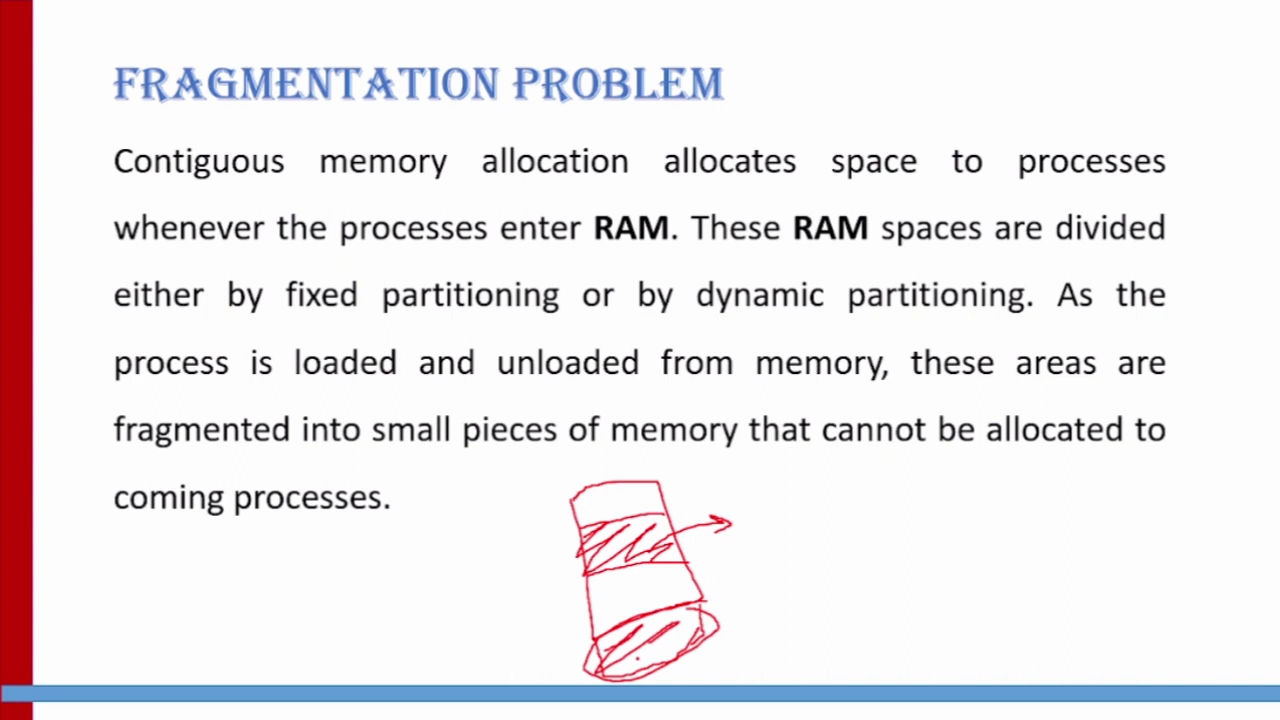 FRAGMENTATION PROBLEM
Contiguous memory allocation allocates space to processes
whenever the processes enter RAM. These RAM spaces are divided
either by fixed partitioning or by dynamic partitioning. As the
process is loaded and unloaded from memory, these areas are
fragmented into small pieces of memory that cannot be allocated to
coming processes.